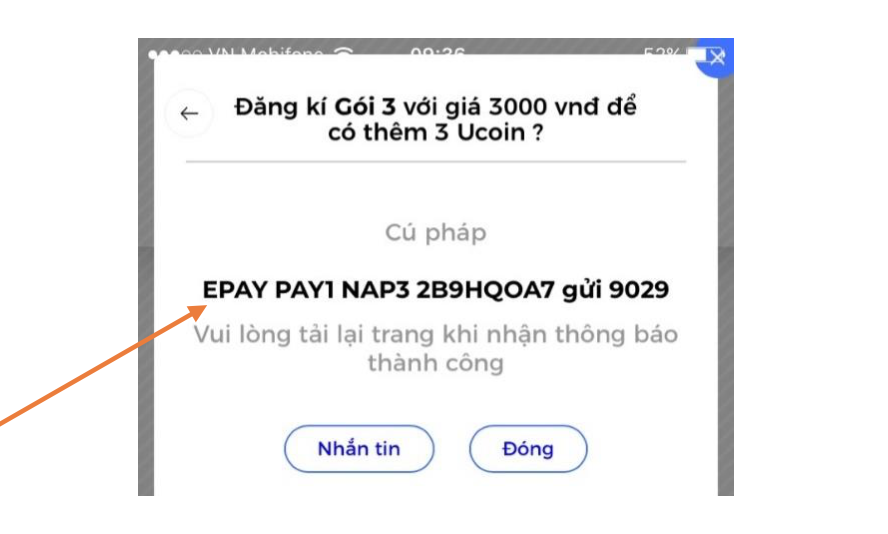 VN Mobifone 09:36 52%
← Đăng kí Gói 3 với giá 3000 vnđ để
có thêm 3 Ucoin ?
Cú pháp
EPAY PAY1 NAP3 2B9HQOA7 gửi 9029
Vui lòng tải lại trang khi nhận thông báo
thành công
Nhắn tin Đóng